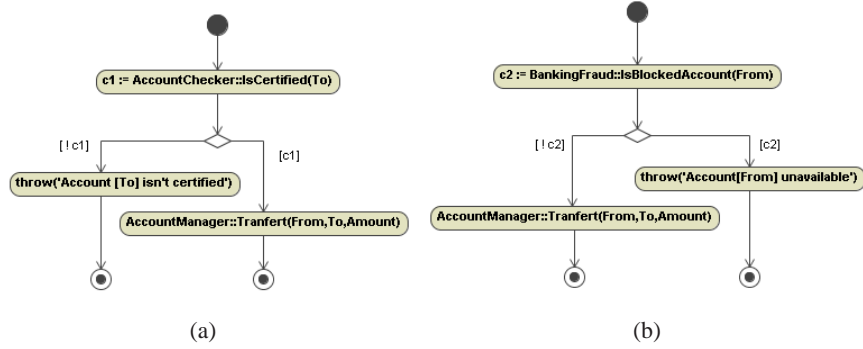 c1 := AccountChecker::IsCertified(To)
[ ! c1]
[c1]
throw('Account [To] isn't certified')
AccountManager::Tranfert(From,To,Amount)
(a)
c2 := BankingFraud::IsBlockedAccount(From)
[ ! c2]
[c2]
throw('Account[From] unavailable')
AccountManager::Tranfert(From,To,Amount)
(b)